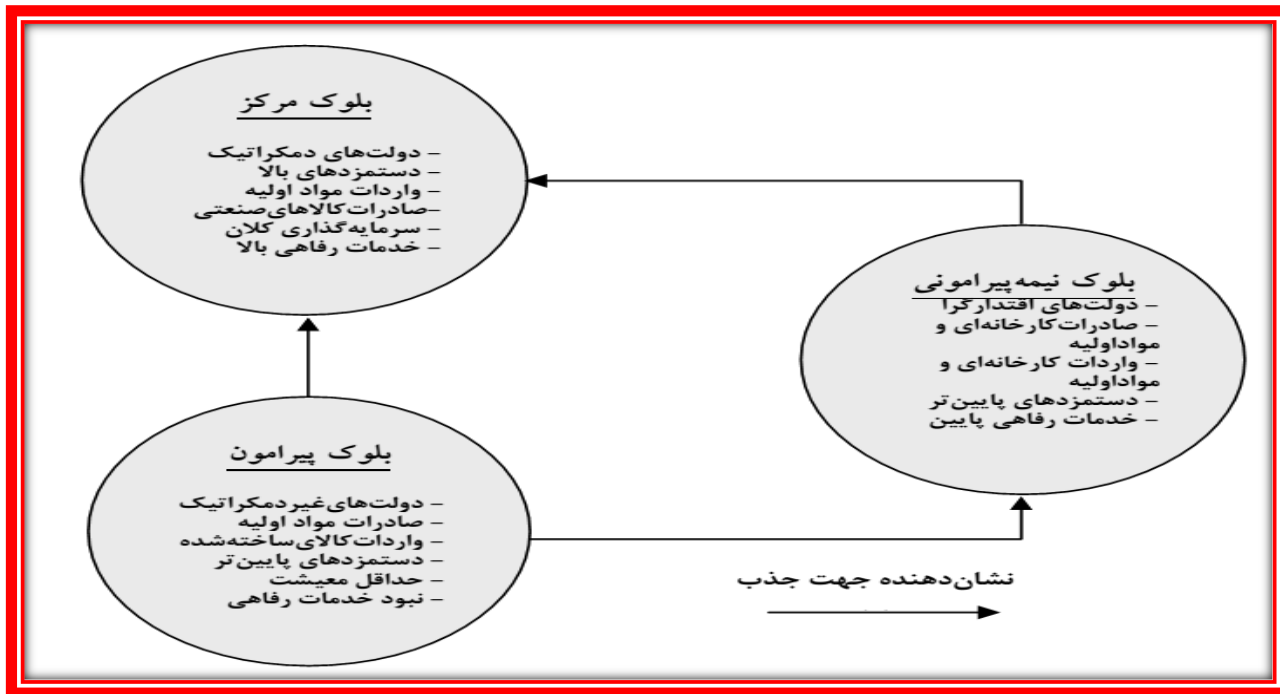 بلوک مرکز
– دولت‌های دمکراتیک
– دستمزدهای بالا
– واردات مواد اولیه
–صادرات‌کالاهای‌صنعتی
– سرمایه‌گذاری کلان
– خدمات رفاهی بالا
بلوک نیمه‌پیرامونی
– دولت‌های اقتدارگرا
– صادرات‌کارخانه‌ای و
مواداولیه
– واردات کارخانه‌ای و
مواداولیه
– دستمزدهای پایین‌تر
– خدمات رفاهی پایین
بلوک پیرامون
– دولت‌های‌غیردمکراتیک
– صادرات مواد اولیه
– واردات‌کالای‌ساخته‌شده
– دستمزدهای پایین‌تر
– حداقل معیشت
– نبود خدمات رفاهی
نشان‌دهنده جهت جذب